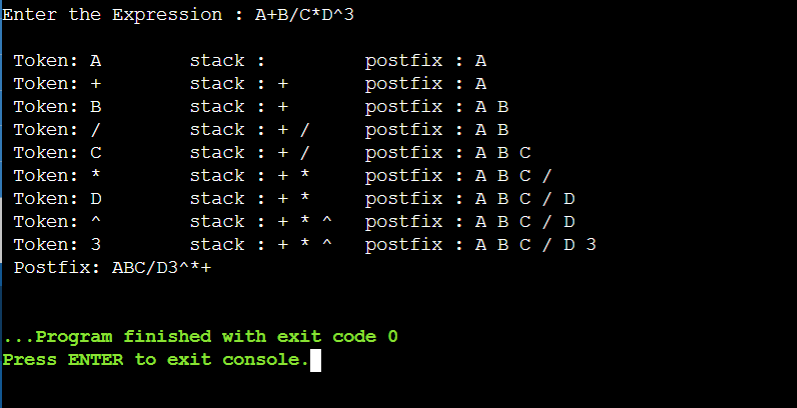 Enter the Expression : A+B/C*D^3
Token: A stack : postfix : A
Token: + stack : + postfix : A
Token: B stack : + postfix : A B
Token: / stack : + / postfix : A B
Token: C stack : + / postfix : A B C
Token: * stack : + * postfix : A B C /
Token: D stack : + * postfix : A B C / D
Token: ^ stack : + * ^ postfix : A B C / D
Token: 3 stack : + * ^ postfix : A B C / D 3
Postfix: ABC/D3^*+
...Program finished with exit code 0
Press ENTER to exit console.